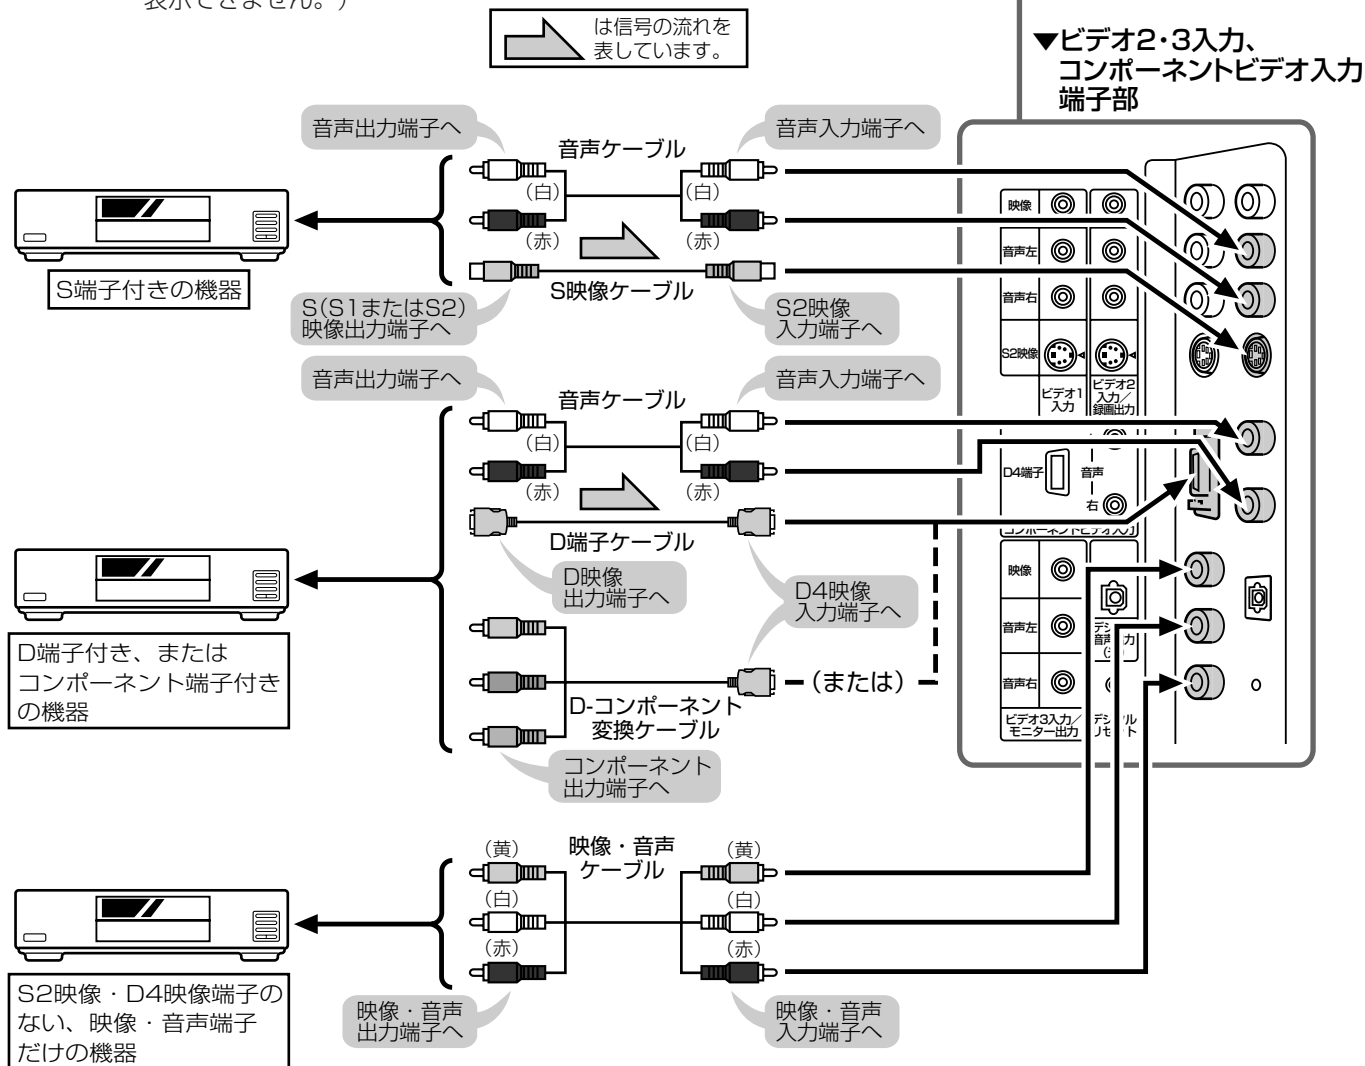 表示できません。)
は信号の流れを
表しています。
▼ビデオ2・3入力、
コンポーネントビデオ入力
端子部
音声出力端子へ
音声ケーブル
音声入力端子へ
(白)
(白)
(赤)
(赤)
S映像ケーブル
S端子付きの機器
S(S1またはS2)
映像出力端子へ
S2映像
入力端子へ
音声出力端子へ
音声ケーブル
音声入力端子へ
(白)
(白)
(赤)
(赤)
D端子ケーブル
D映像
出力端子へ
D4映像
入力端子へ
D端子付き、または
コンポーネント端子付き
の機器
(または)
D-コンポーネント
変換ケーブル
コンポーネント
出力端子へ
映像・音声
ケーブル
(黄)
(黄)
(白)
(白)
(赤)
(赤)
S2映像・D4映像端子の
ない、映像・音声端子
だけの機器
映像・音声
出力端子へ
映像・音声
入力端子へ
映像
音声左
音声右
S2映像
ビデオ1
入力
ビデオ2
入力/
録画出力
D4端子
音声
右
コンポーネントビデオ入力
映像
音声左
音声右
ビデオ3入力/
モニター出力